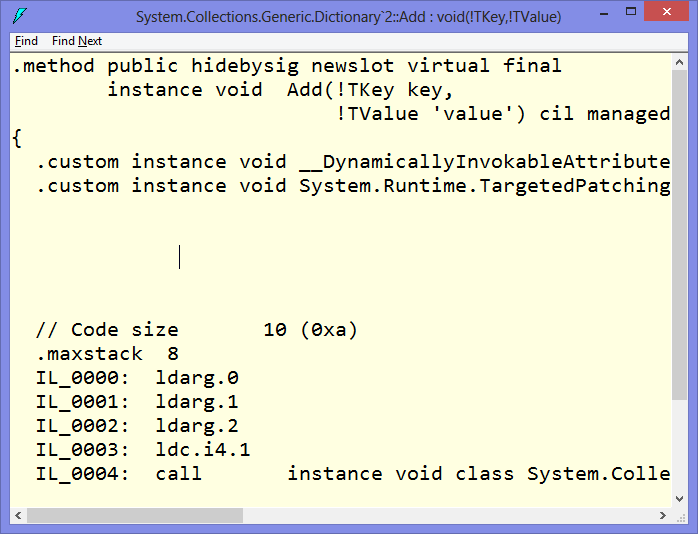 System.Collections.Generic.Dictionary`2::Add : void(!TKey,!TValue)
Find Find Next
.method public hidebysig newslot virtual final
instance void  Add(!TKey key,
!TValue 'value') cil managed
{
.custom instance void __DynamicallyInvokableAttribute
.custom instance void System.Runtime.TargetedPatching
// Code size       10 (0xa)
.maxstack  8
IL_0000:  ldarg.0
IL_0001:  ldarg.1
IL_0002:  ldarg.2
IL_0003:  ldc.i4.1
IL_0004:  call       instance void class System.Colle